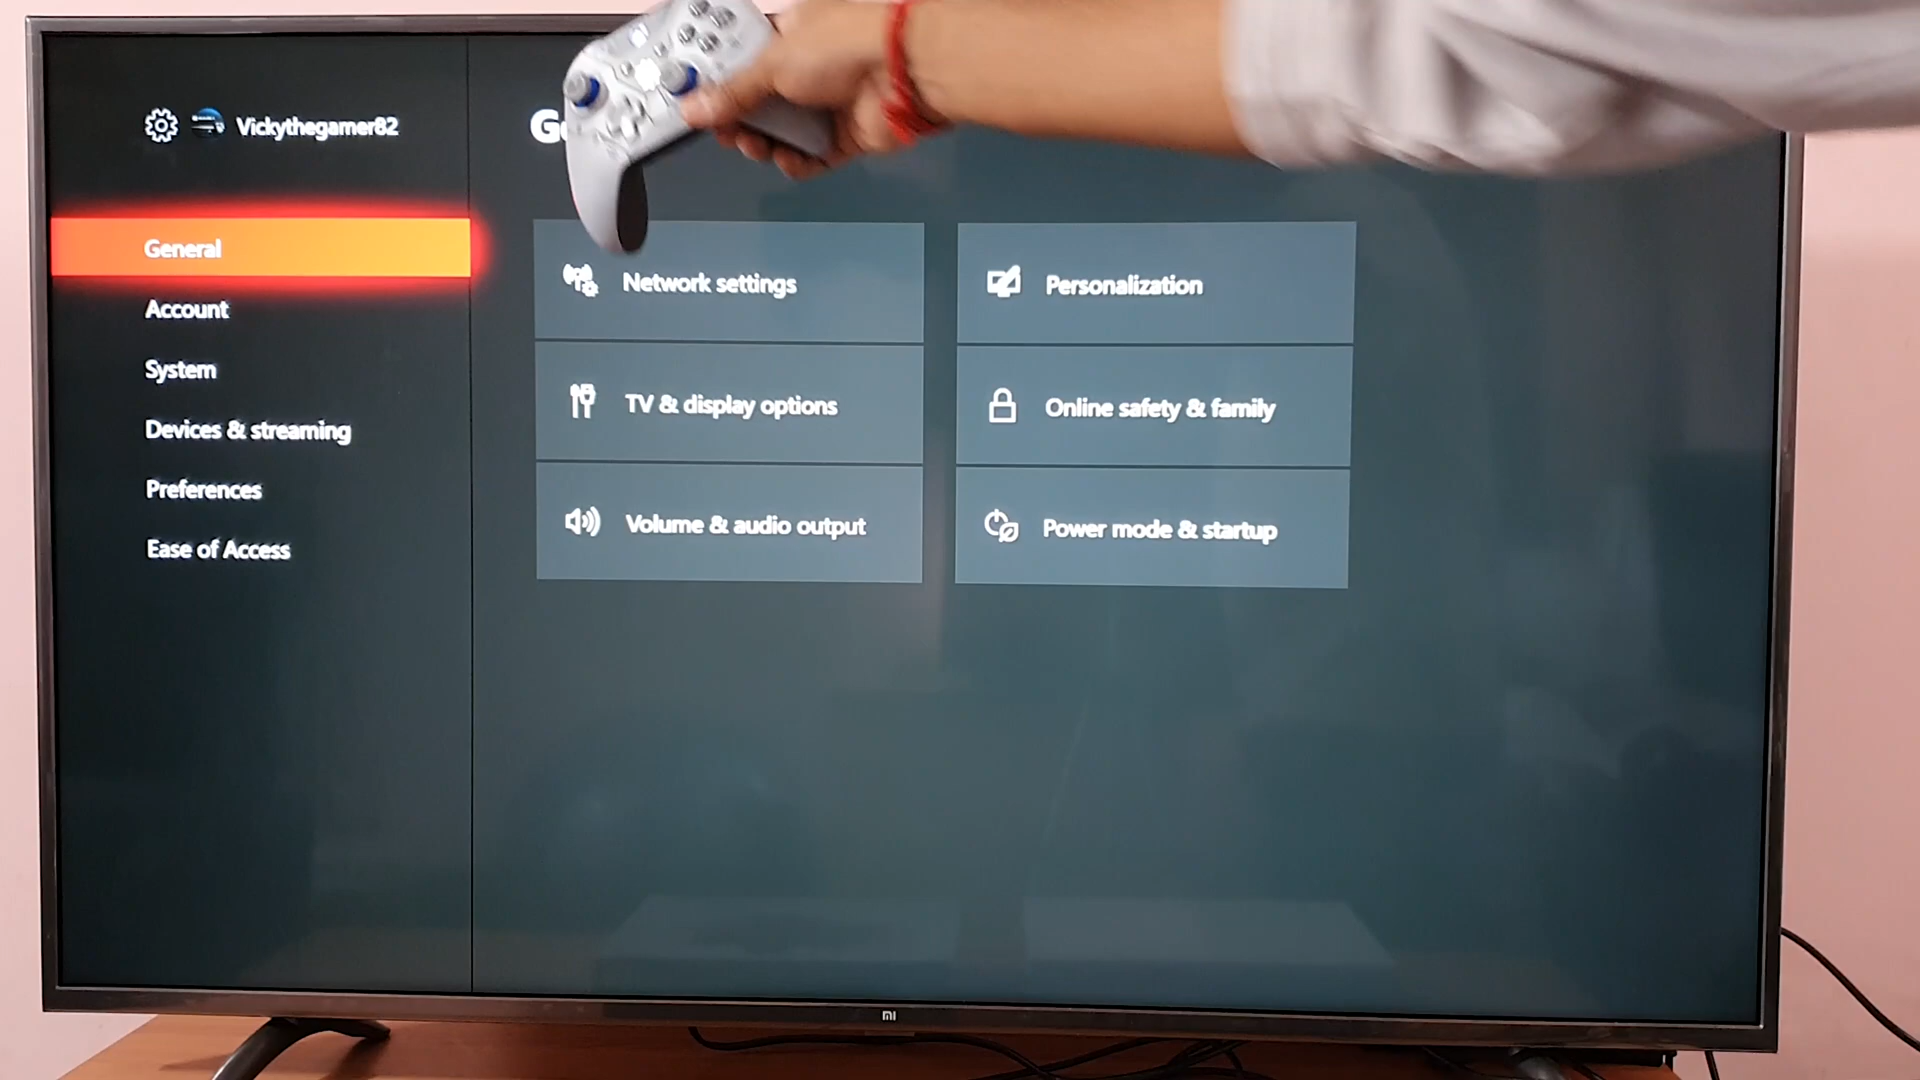 Vickythegamer82
General
Account
System
Devices & streaming
Preferences
Ease of Access
Network settings
TV & display options
Volume & audio output
Personalization
Online safety & family
Power mode & startup
mi